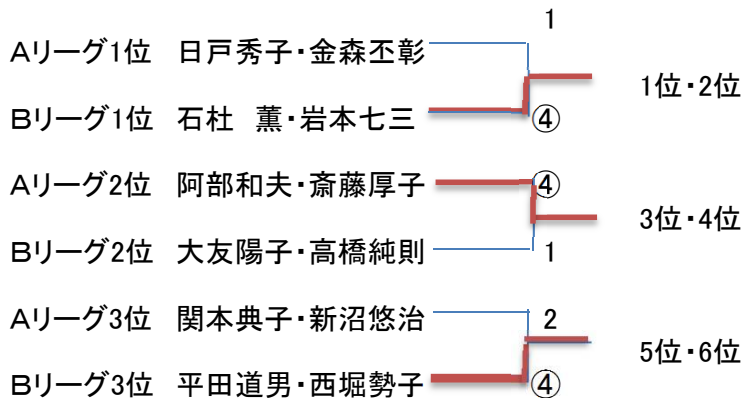 1
Aリーグ1位 日戸秀子・金森丕彰
1位・2位
Bリーグ1位 石杜 薫・岩本七三 ④
Aリーグ2位 阿部和夫・斎藤厚子 ④
3位・4位
Bリーグ2位 大友陽子・高橋純則 1
Aリーグ3位 関本典子・新沼悠治 2
5位・6位
Bリーグ3位 平田道男・西堀勢子 ④